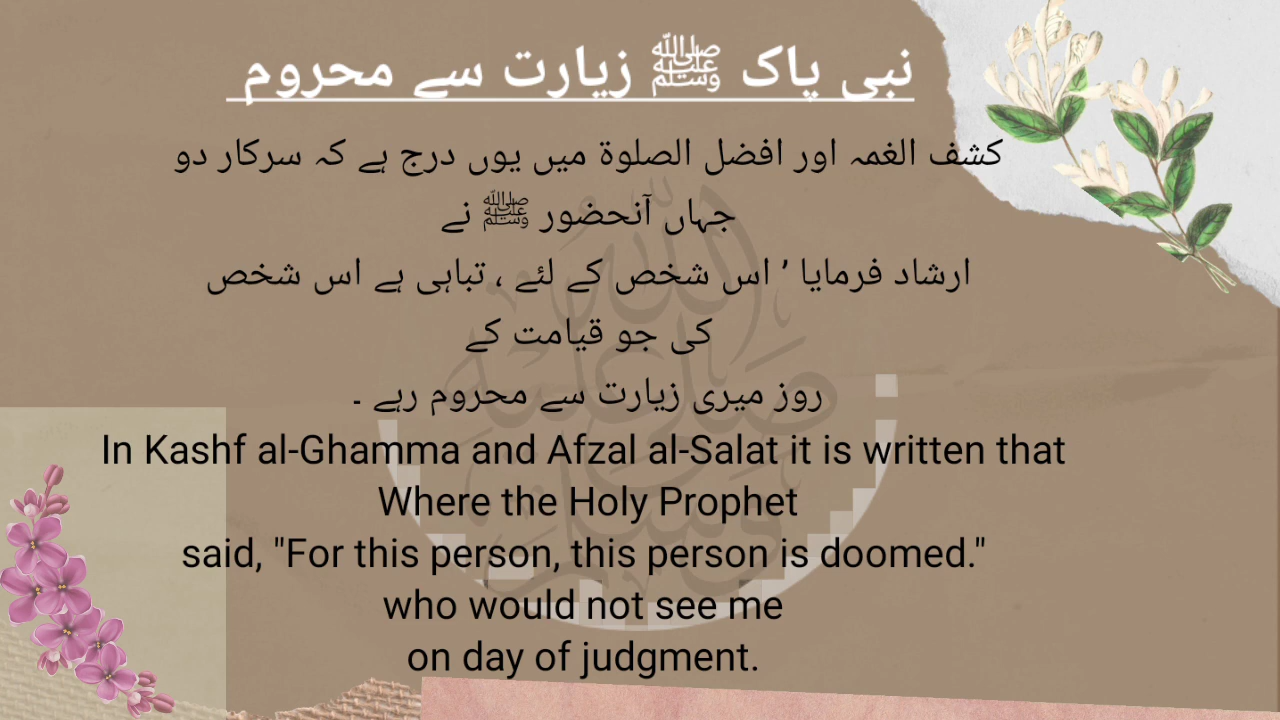 نبی پاک ﷺ زیارت سے محروم
کشف الغمہ اور افضل الصلوۃ میں یوں درج ہے کہ سرکار دو
جہاں آنحضور ﷺ نے
ارشاد فرمایا ’ اس شخص کے لئے ، تباہی ہے اس شخص
کی جو قیامت کے
روز میری زیارت سے محروم رہے ۔
In Kashf al-Ghamma and Afzal al-Salat it is written that
Where the Holy Prophet
said, "For this person, this person is doomed."
who would not see me
on day of judgment.
صلى الله عليه وسلم